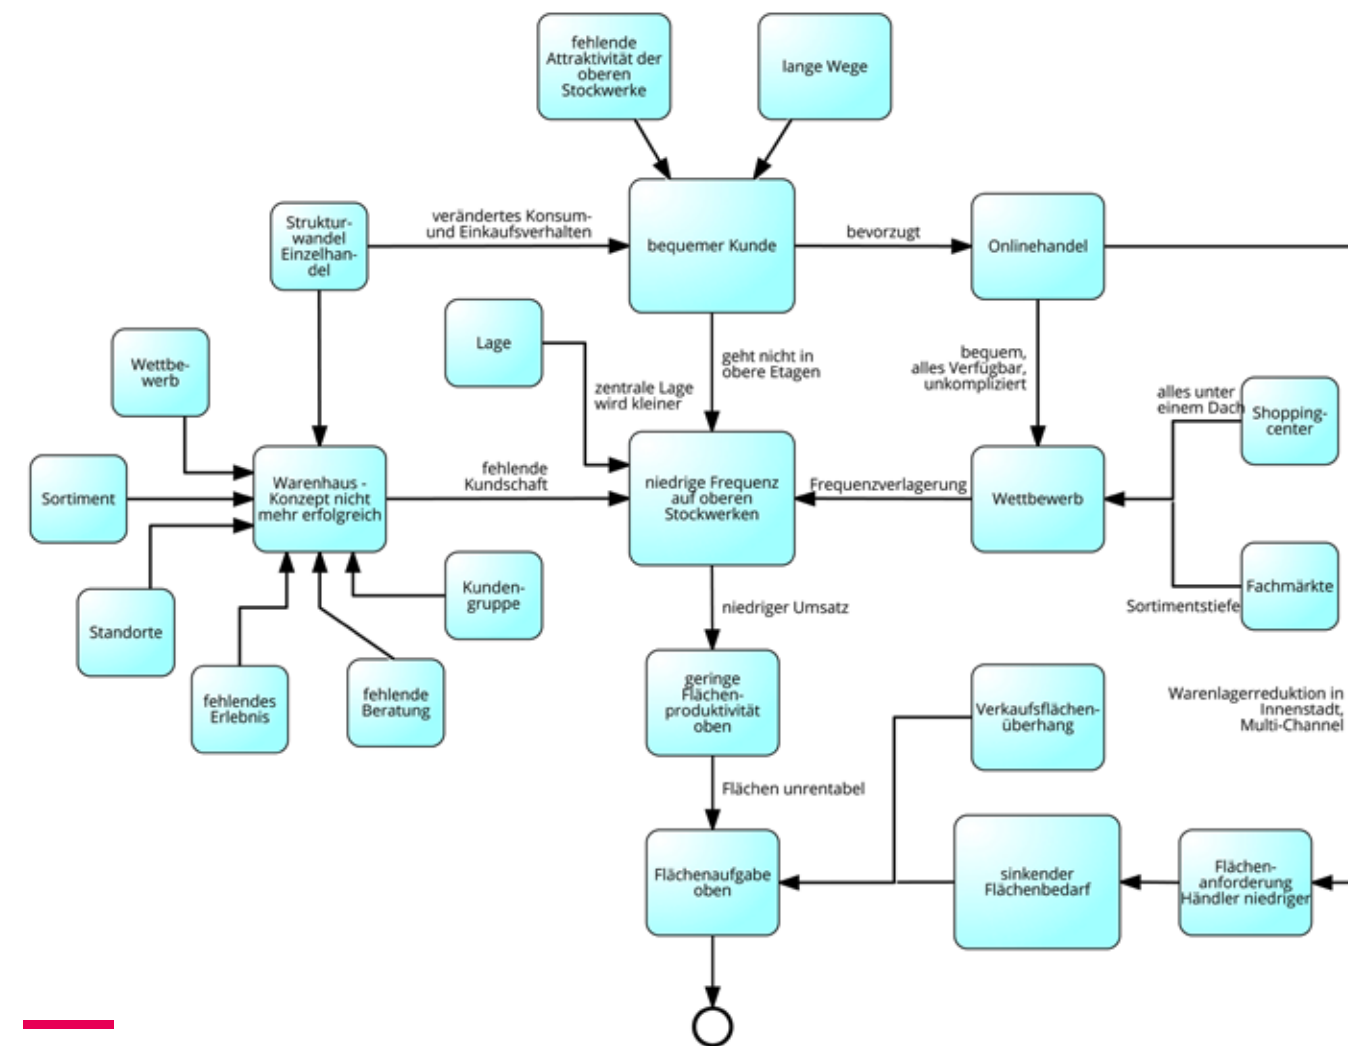 fehlende
Attraktivität der
oberen
Stockwerke
lange Wege
Struktur-
wandel
Einzelhan-
del
verändertes Konsum-
und Einkaufsverhalten
bequemer Kunde
bevorzugt
Onlinehandel
Lage
Wettbe-
werb
geht nicht in
obere Etagen
zentrale Lage
wird kleiner
bequem,
alles Verfügbar,
unkompliziert
alles unter
einem Dach
Shopping-
center
Sortiment
Warenhaus -
Konzept nicht
mehr erfolgreich
fehlende
Kundschaft
niedrige Frequenz
auf oberen
Stockwerken
Frequenzverlagerung
Wettbewerb
Kunden-
gruppe
Fachmärkte
Sortimentstiefe
Standorte
niedriger Umsatz
fehlendes
Erlebnis
fehlende
Beratung
geringe
Flächen-
produktivität
oben
Verkaufsflächen-
überhang
Warenlagerreduktion in
Innenstadt,
Multi-Channel
Flächen unrentabel
Flächenaufgabe
oben
sinkender
Flächenbedarf
Flächen-
anforderung
Händler niedriger